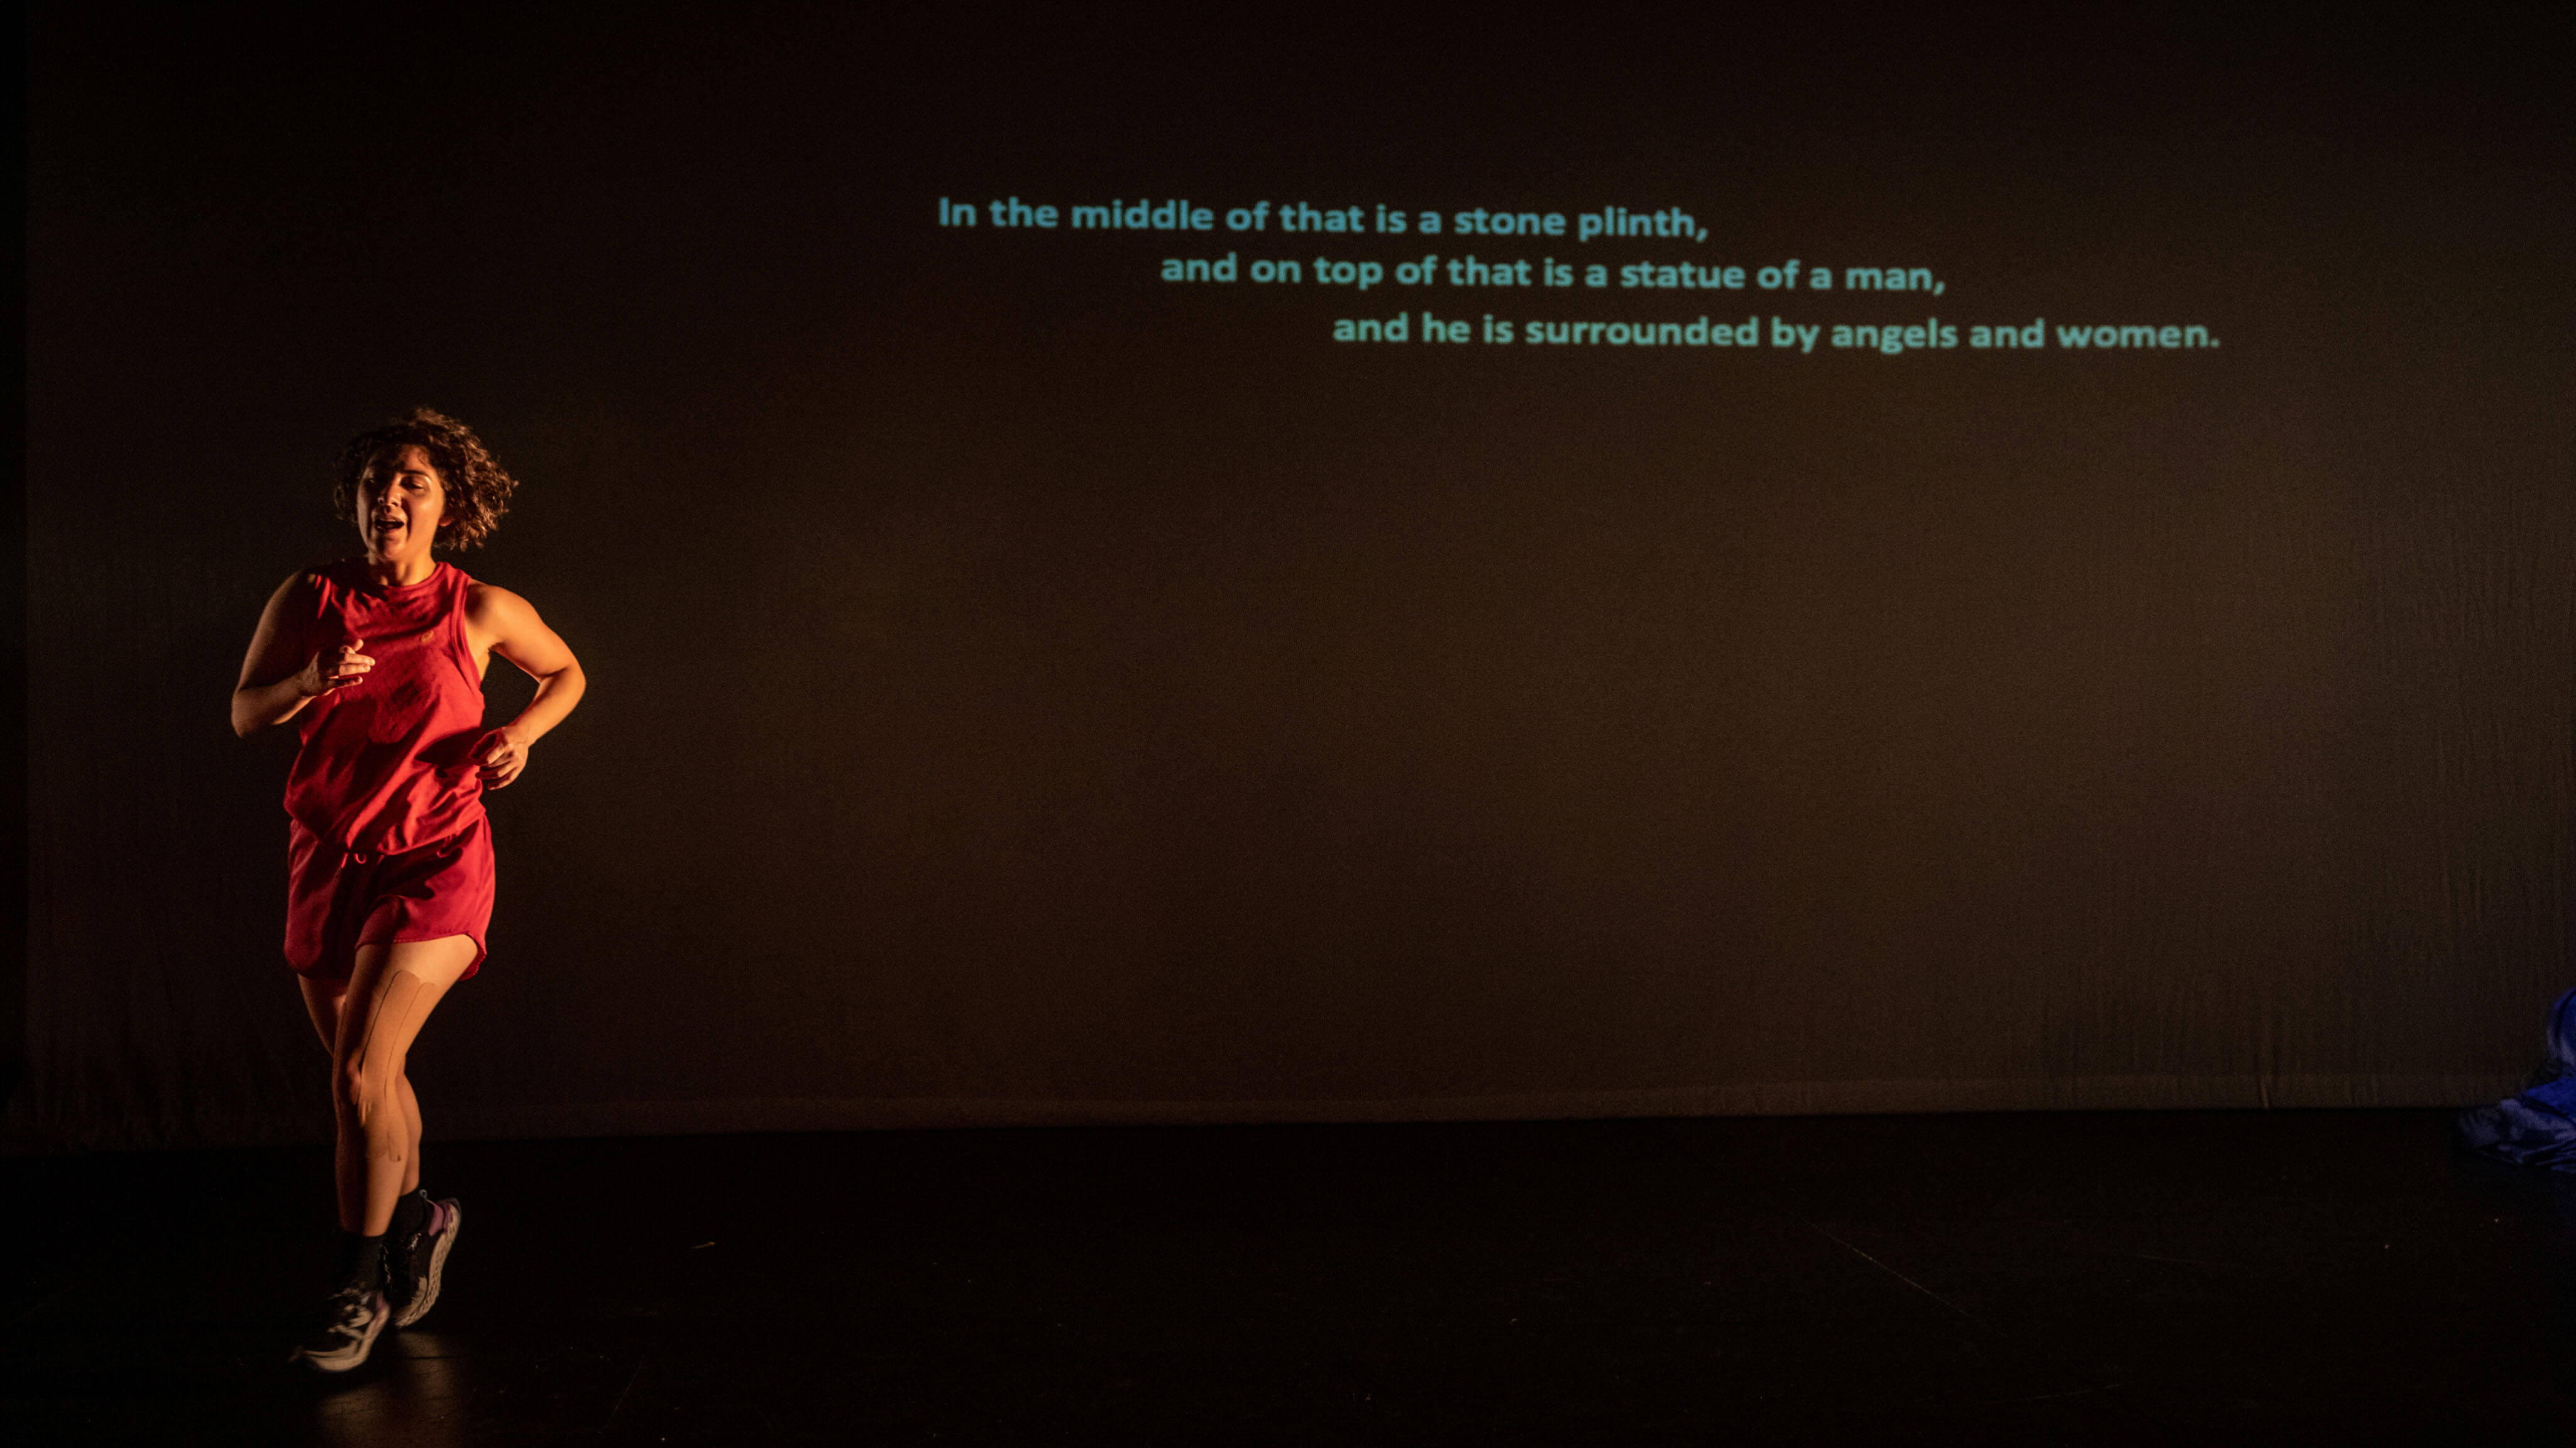 In the middle of that is a stone plinth,
and on top of that is a statue of a man,
and he is surrounded by angels and women.